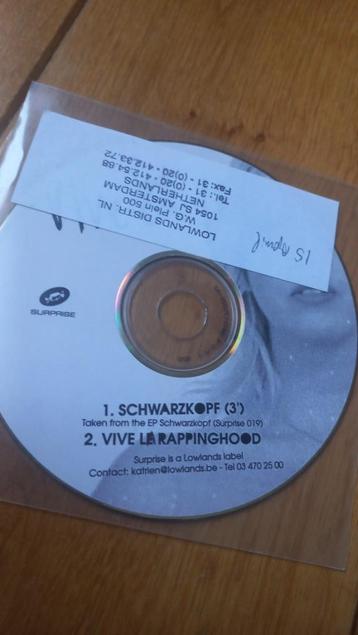 LOWLANDS DISTR. NL
W.G. Plein 500
1054 SJ AMSTERDAM
NETHERLANDS
Tel.: 31 - (0)20 - 412.54.68
Fax: 31 - (0)20 - 412.33.72
15 April
SURPRISE
1. SCHWARZKOPF (3')
Taken from the EP Schwarzkopf (Surprise 019)
2. VIVE LE RAPPINGHOOD
Surprise is a Lowlands label
Contact: katrien@lowlands.be - Tel 03 470 25 00